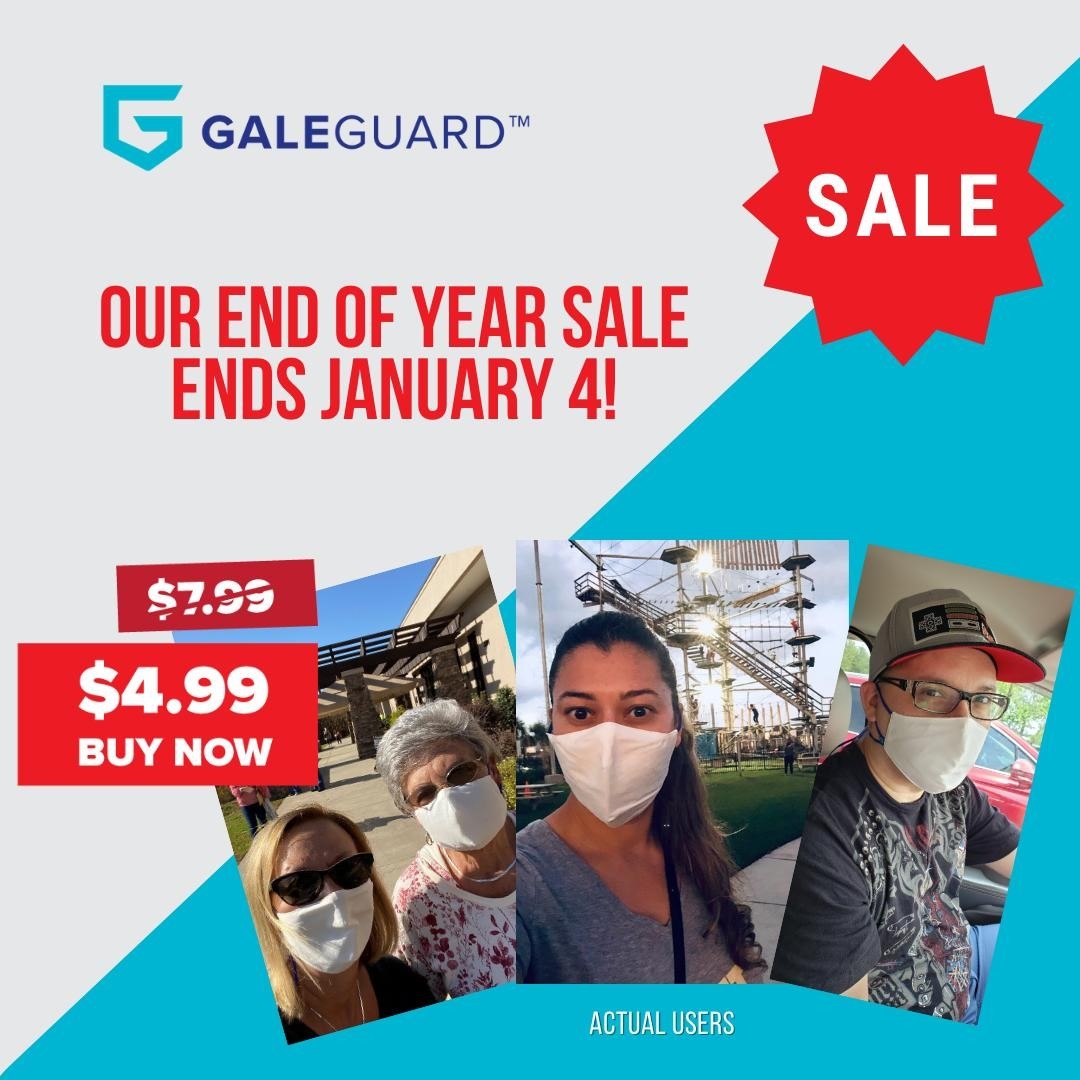 GALEGUARD™
SALE
OUR END OF YEAR SALE
ENDS JANUARY 4!
$7.99
$4.99
BUY NOW
ACTUAL USERS